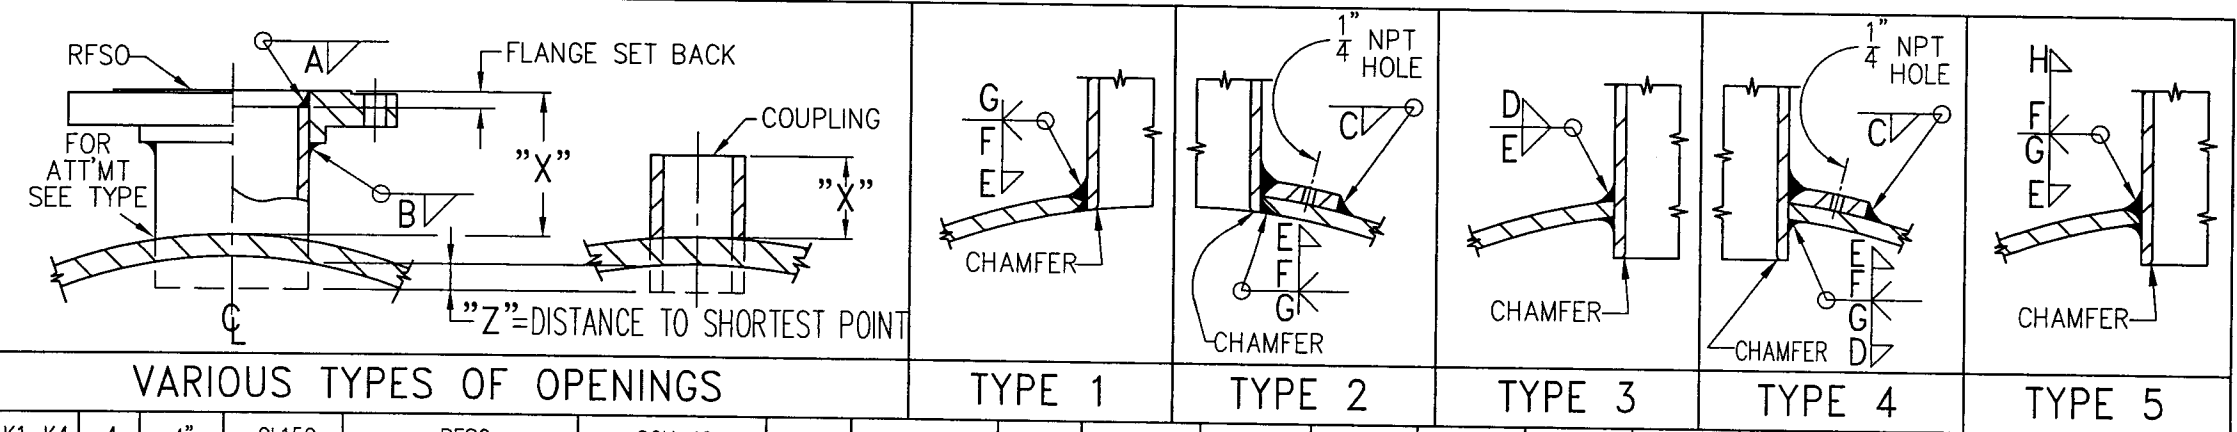 RFSO
A
FLANGE SET BACK
FOR
ATT'MT
SEE TYPE
B
"X"
COUPLING
"X"
"Z"=DISTANCE TO SHORTEST POINT
℄
VARIOUS TYPES OF OPENINGS
G
F
E
CHAMFER
TYPE 1
1"
4 NPT
HOLE
C
E
F
G
CHAMFER
TYPE 2
D
E
CHAMFER
TYPE 3
1"
4 NPT
HOLE
C
E
F
G
D
CHAMFER
TYPE 4
H
F
G
E
CHAMFER
TYPE 5